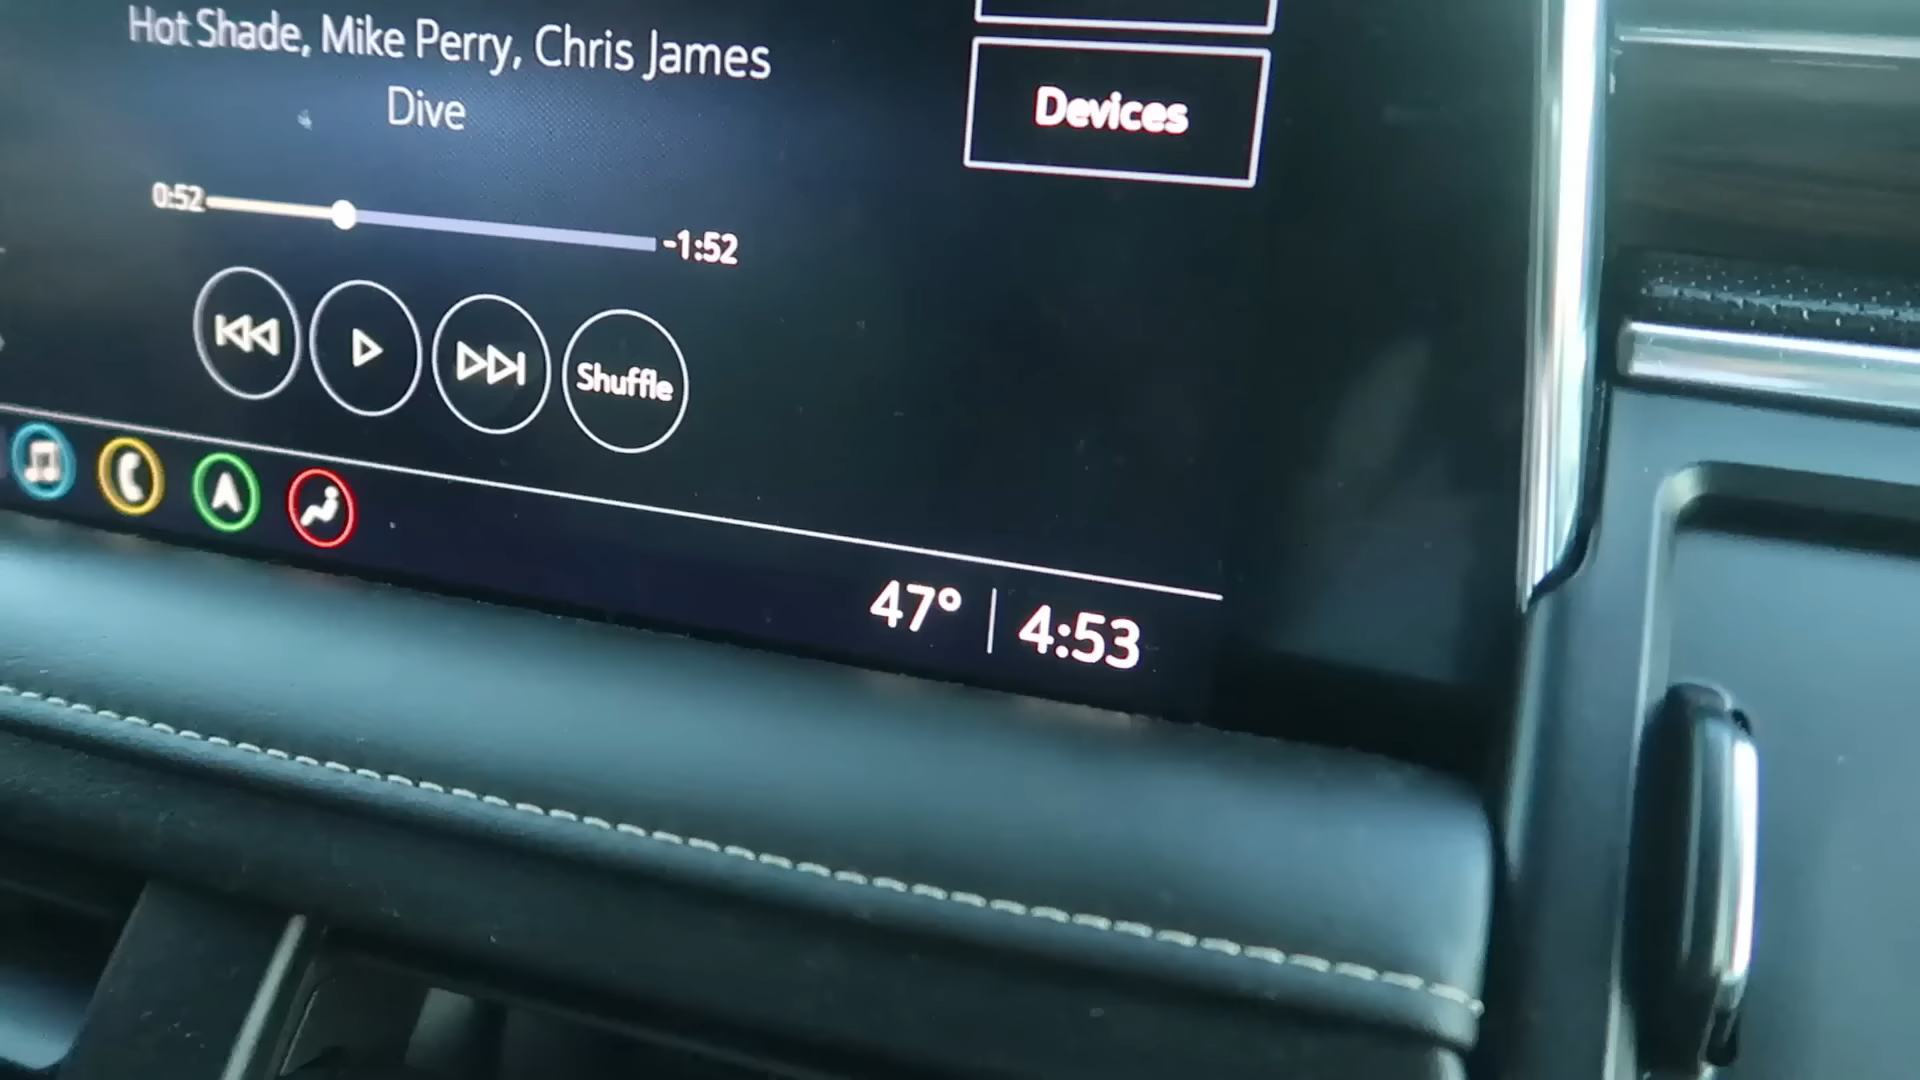 Hot Shade, Mike Perry, Chris James
Dive
Devices
0:52
-1:52
Shuffle
47° | 4:53